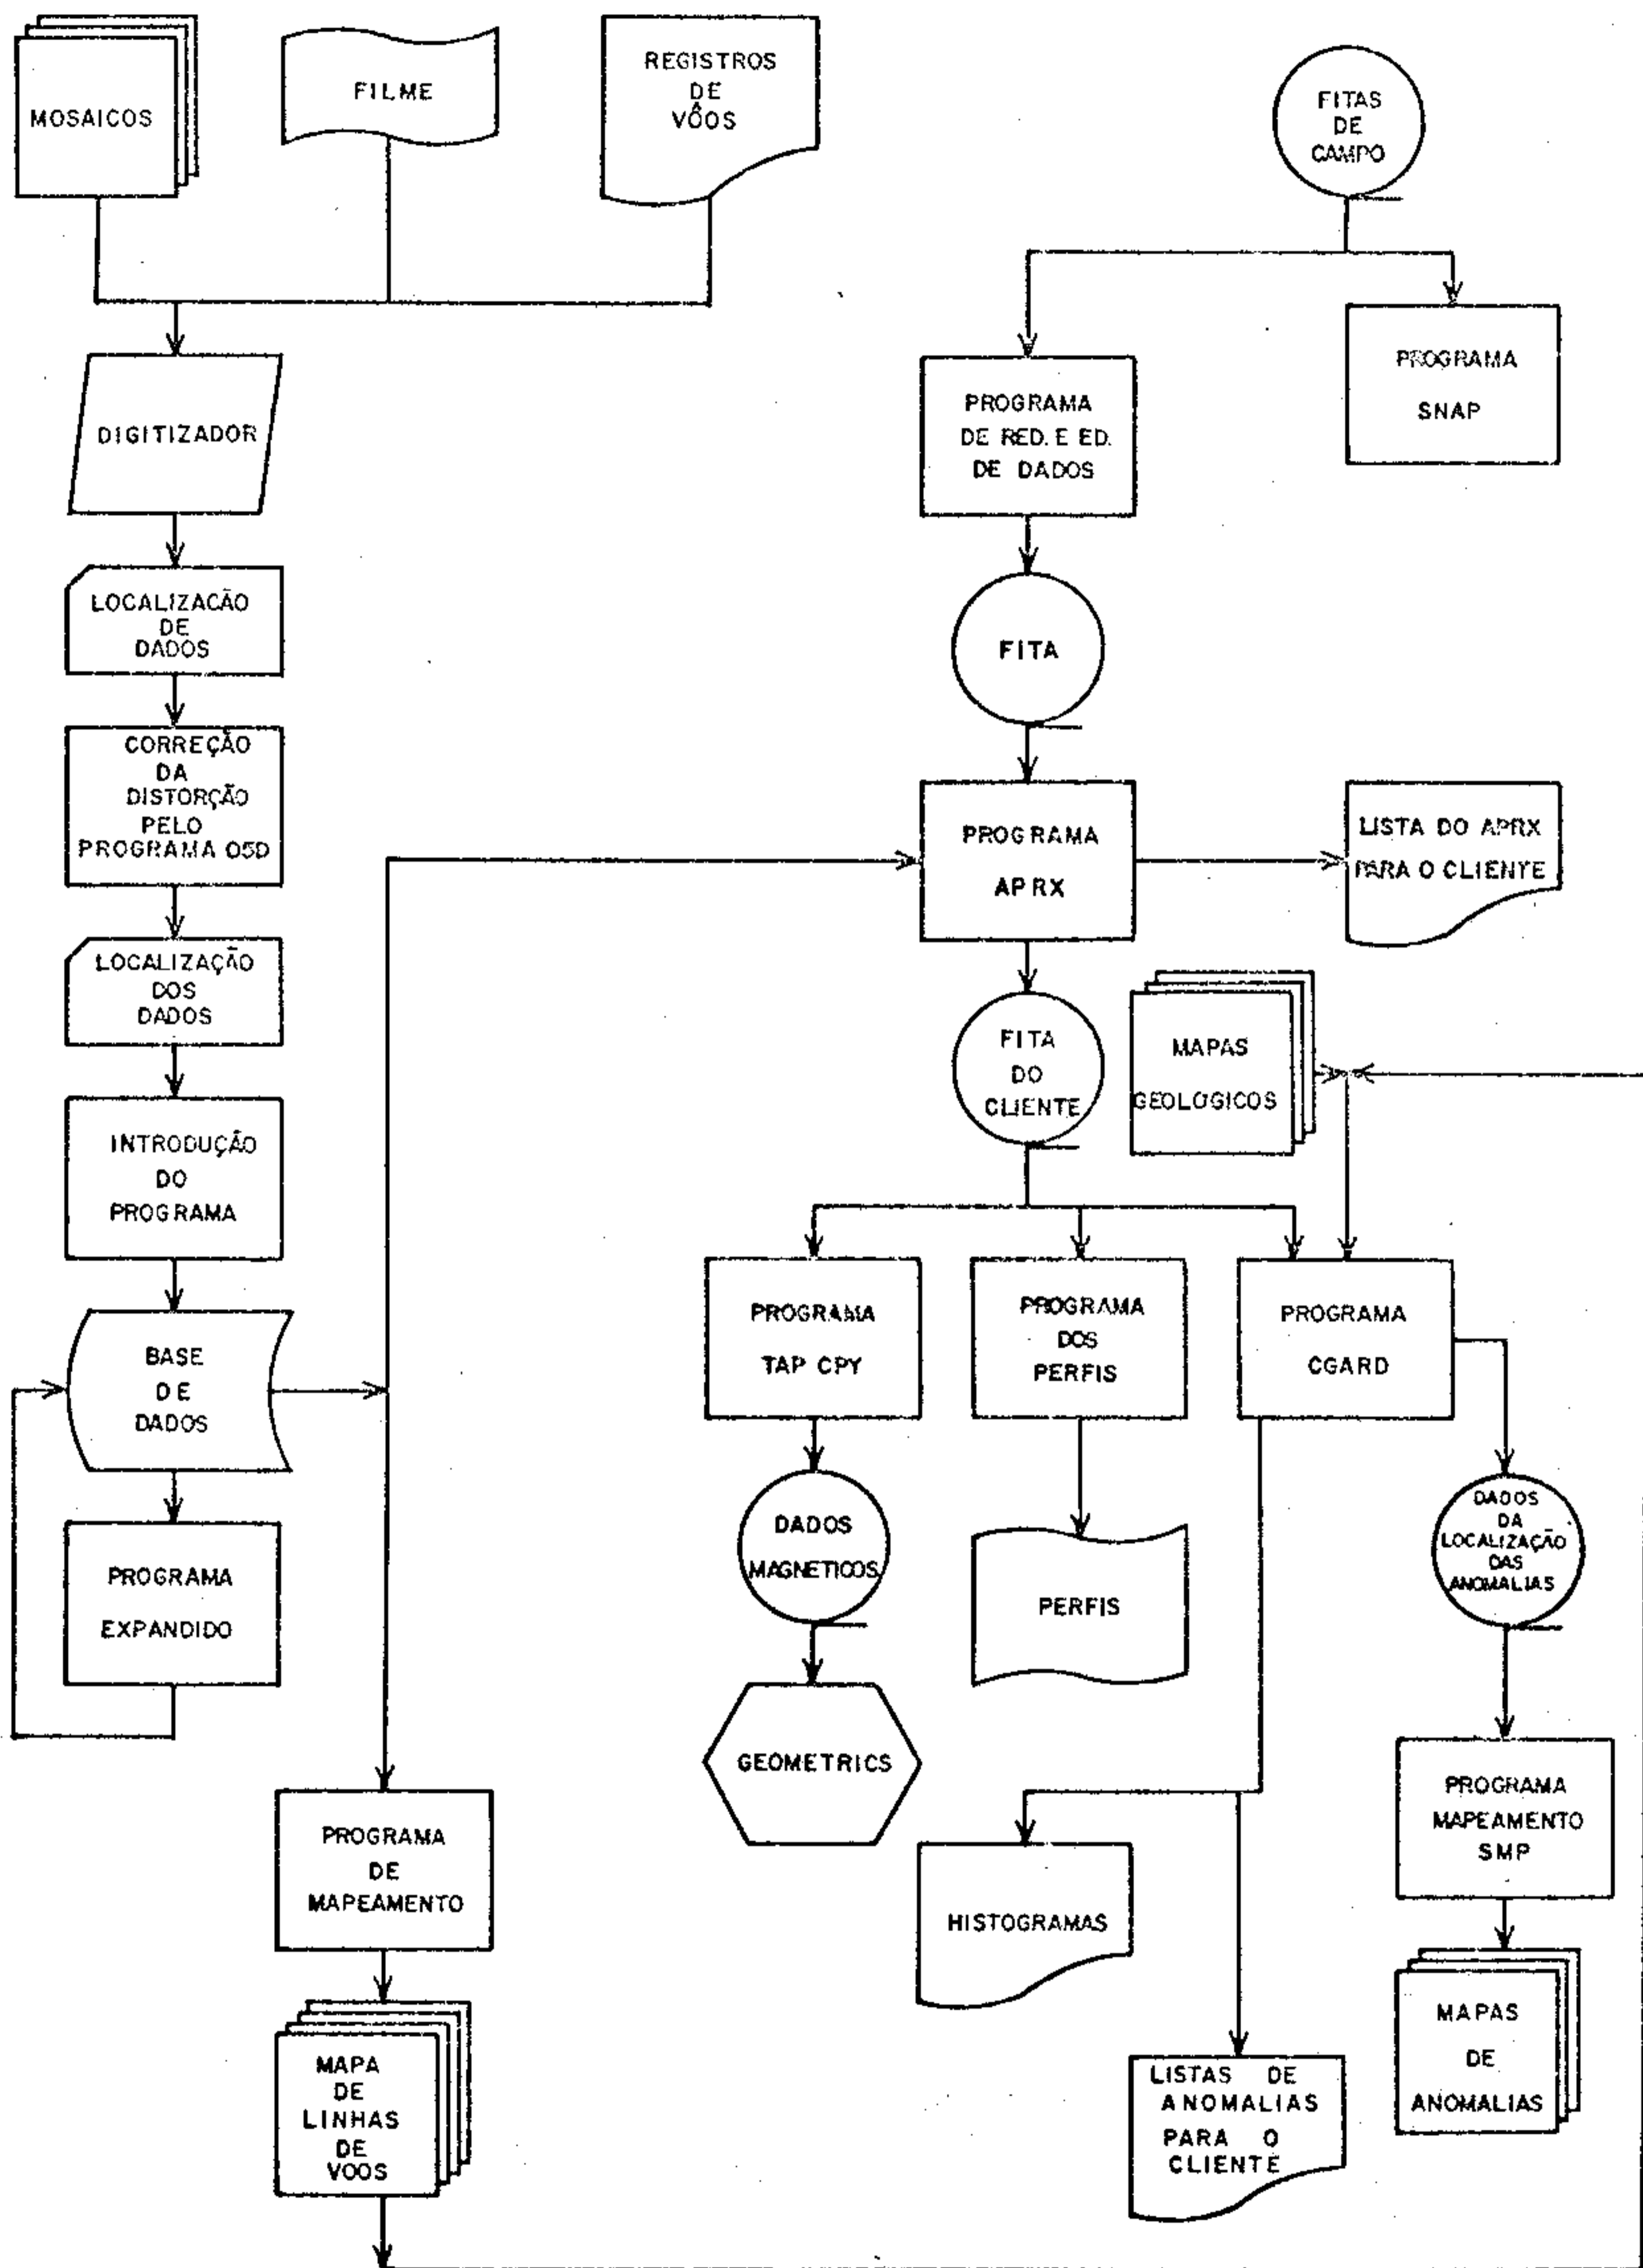 MOSAICOS
FILME
REGISTROS
DE
VÔOS
FITAS
DE
CAMPO
DIGITIZADOR
PROGRAMA
DE RED. E ED.
DE DADOS
PROGRAMA
SNAP
LOCALIZACÃO
DE
DADOS
FITA
CORREÇÃO
DA
DISTORÇÃO
PELO
PROGRAMA 05D
PROGRAMA
APRX
LISTA DO APRX
PARA O CLIENTE
LOCALIZAÇÃO
DOS
DADOS
FITA
DO
CLIENTE
MAPAS
GEOLOGICOS
INTRODUÇÃO
DO
PROGRAMA
PROGRAMA
TAP CPY
PROGRAMA
DOS
PERFIS
PROGRAMA
CGARD
BASE
DE
DADOS
DADOS
MAGNETICOS
PERFIS
DADOS
DA
LOCALIZAÇÃO
DAS
ANOMALIAS
PROGRAMA
EXPANDIDO
GEOMETRICS
PROGRAMA
MAPEAMENTO
SMP
PROGRAMA
DE
MAPEAMENTO
HISTOGRAMAS
MAPAS
DE
ANOMALIAS
MAPA
DE
LINHAS
DE
VOOS
LISTAS DE
ANOMALIAS
PARA O
CLIENTE